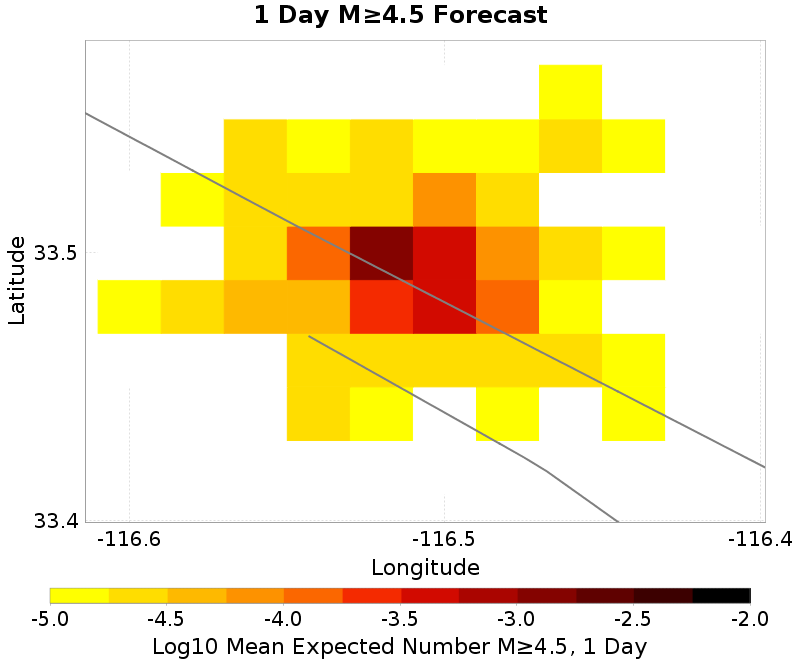 1 Day M≥4.5 Forecast
Latitude
33.5
33.4
-116.6 -116.5 -116.4
Longitude
-5.0 -4.5 -4.0 -3.5 -3.0 -2.5 -2.0
Log10 Mean Expected Number M≥4.5, 1 Day